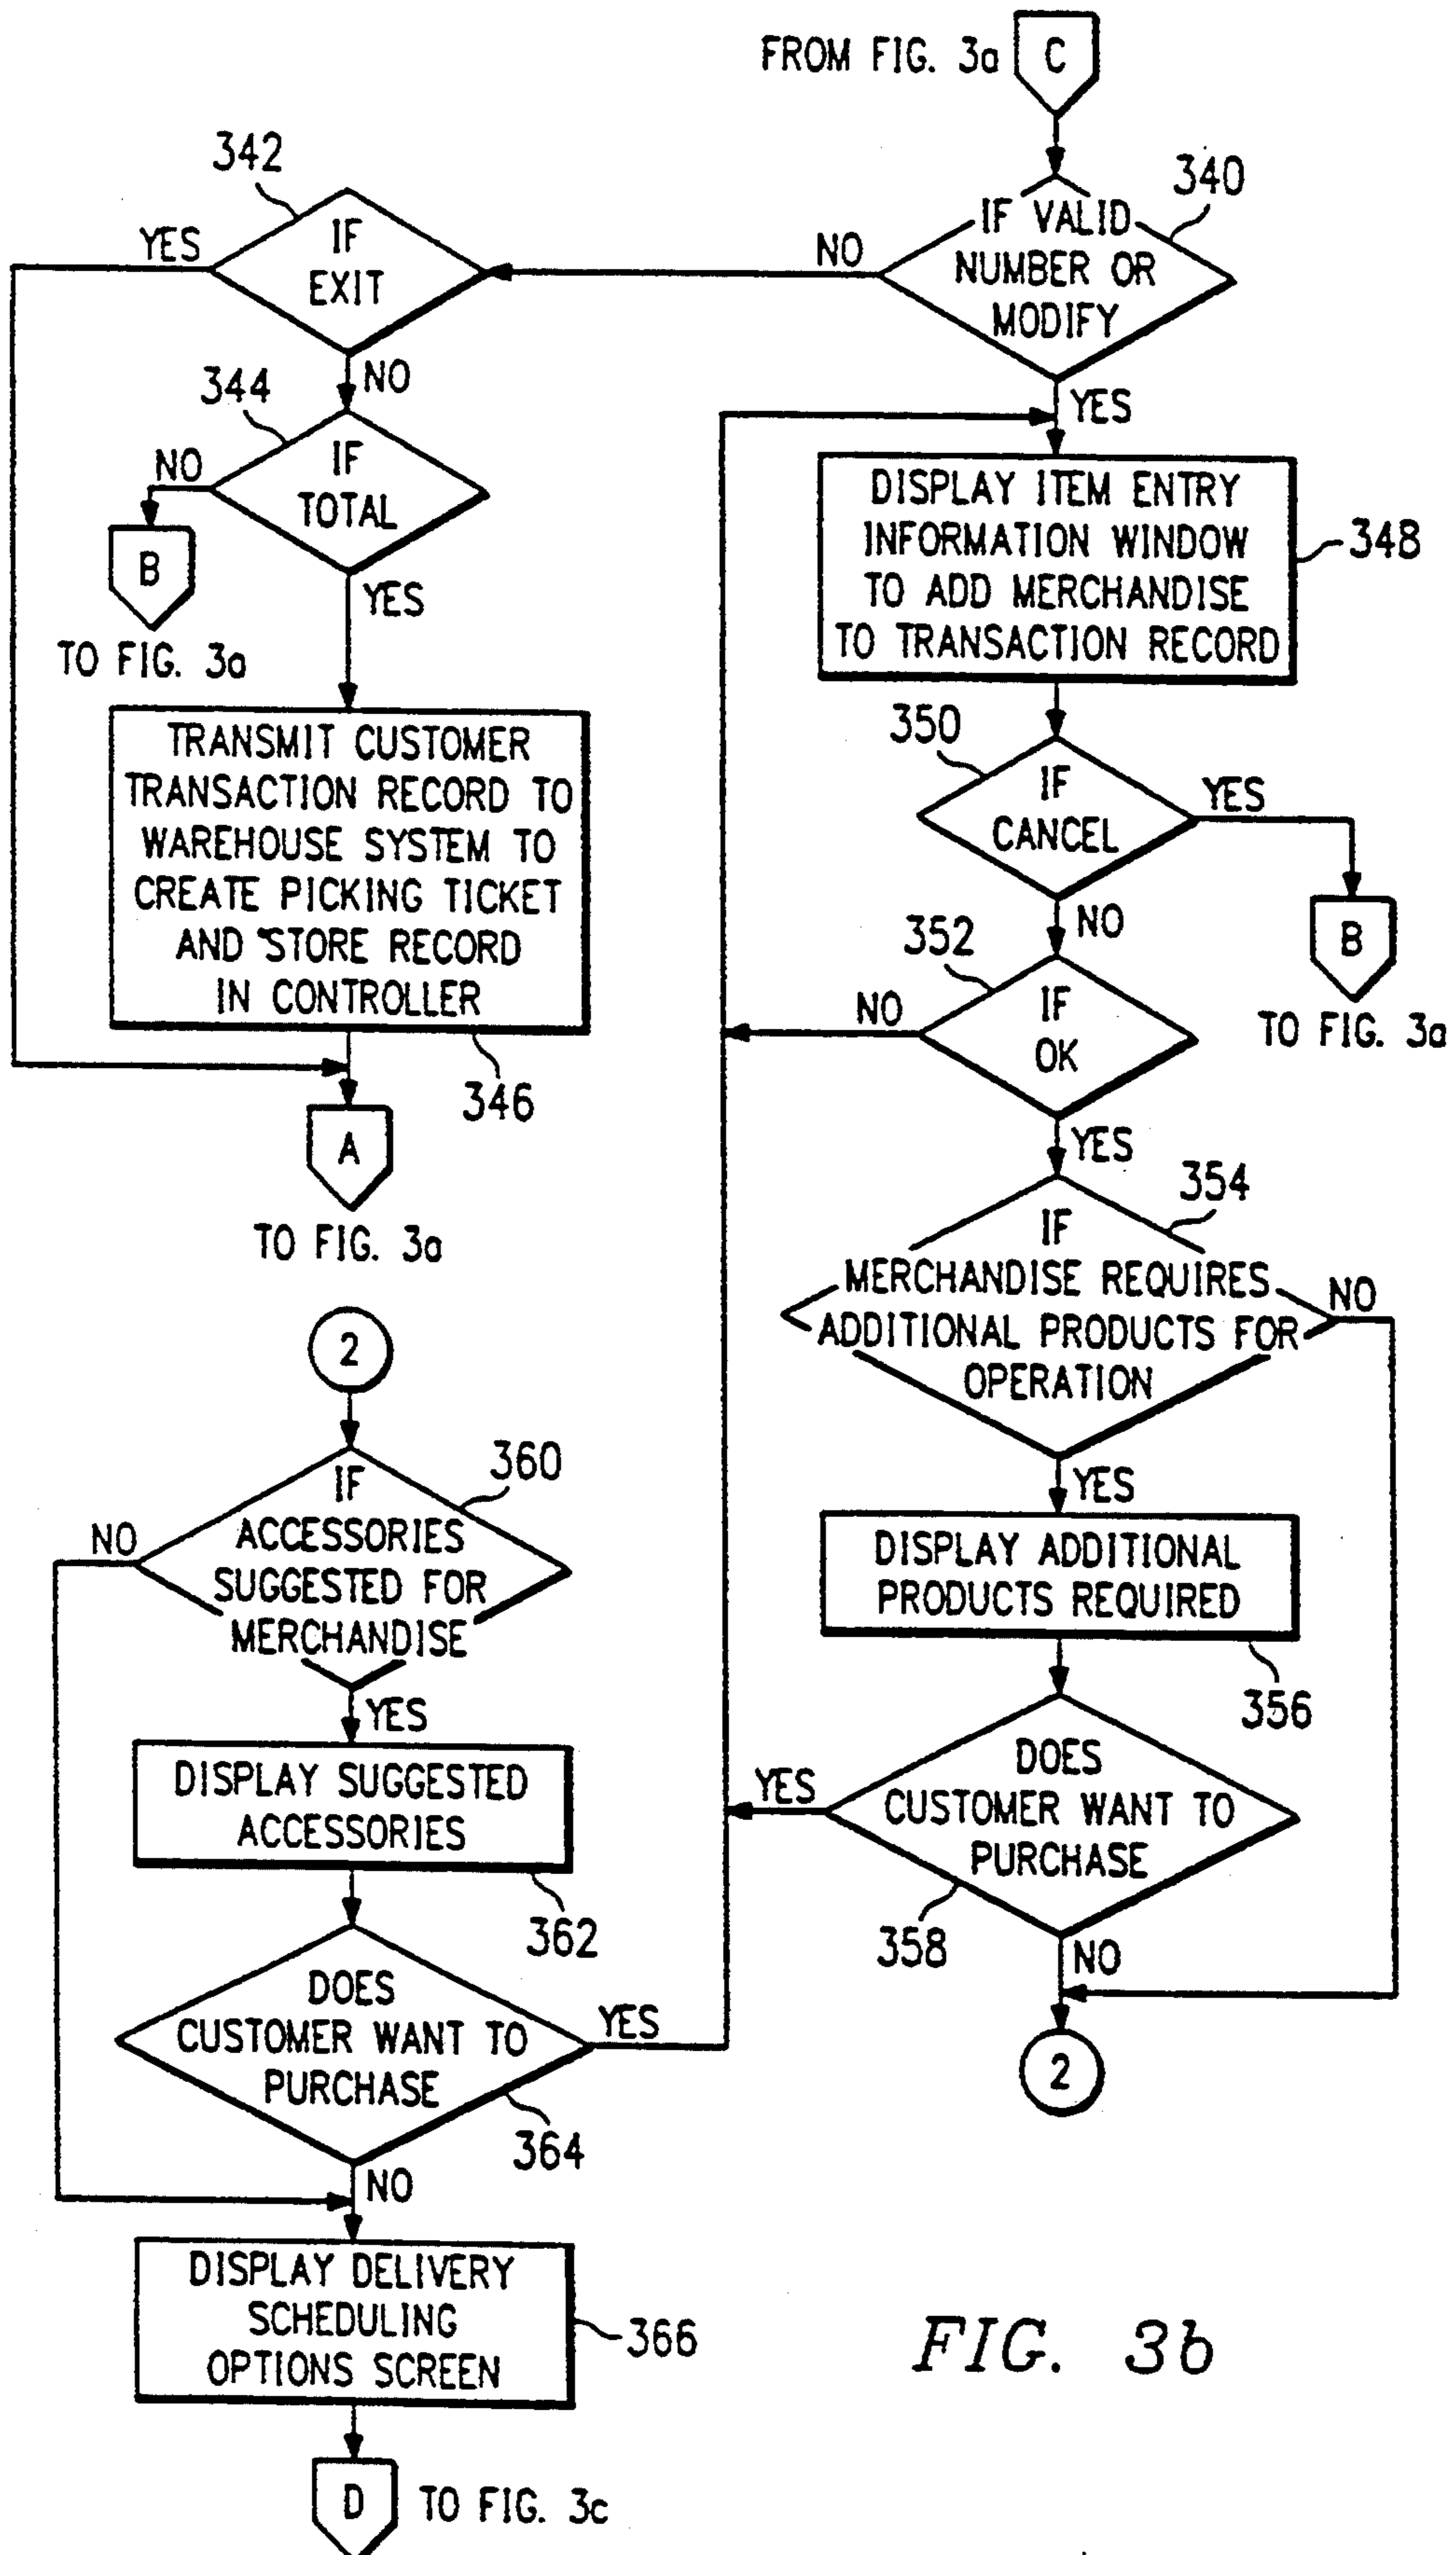 FROM FIG. 3a
C
340
IF VALID
NUMBER OR
MODIFY
NO
YES
342
IF
EXIT
YES
NO
344
IF
TOTAL
NO
B
TO FIG. 3a
YES
TRANSMIT CUSTOMER
TRANSACTION RECORD TO
WAREHOUSE SYSTEM TO
CREATE PICKING TICKET
AND STORE RECORD
IN CONTROLLER
346
A
TO FIG. 3a
DISPLAY ITEM ENTRY
INFORMATION WINDOW
TO ADD MERCHANDISE
TO TRANSACTION RECORD
348
350
IF
CANCEL
YES
B
TO FIG. 3a
NO
352
IF
OK
NO
YES
354
IF
MERCHANDISE REQUIRES
ADDITIONAL PRODUCTS FOR
OPERATION
NO
YES
DISPLAY ADDITIONAL
PRODUCTS REQUIRED
356
DOES
CUSTOMER WANT TO
PURCHASE
YES
358
NO
2
2
360
IF
ACCESSORIES
SUGGESTED FOR
MERCHANDISE
NO
YES
DISPLAY SUGGESTED
ACCESSORIES
362
DOES
CUSTOMER WANT TO
PURCHASE
YES
364
NO
DISPLAY DELIVERY
SCHEDULING
OPTIONS SCREEN
366
D
TO FIG. 3c
FIG. 3b